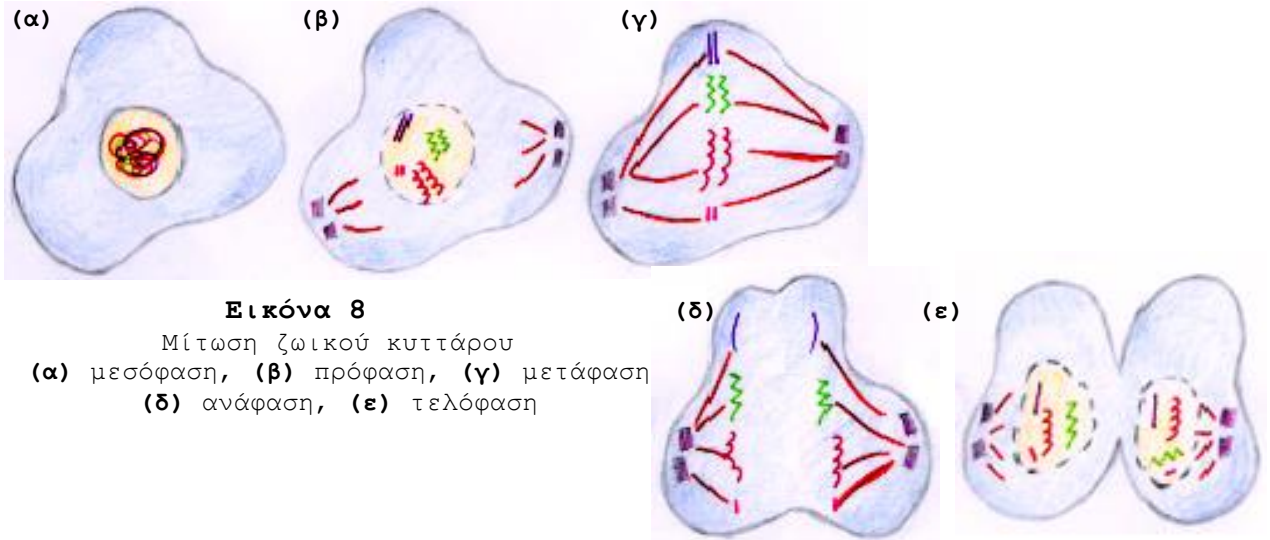 (α)
(β)
(γ)
(δ)
(ε)
Εικόνα 8
Μίτωση ζωικού κυττάρου
(α) μεσόφαση, (β) πρόφαση, (γ) μετάφαση
(δ) ανάφαση, (ε) τελόφαση